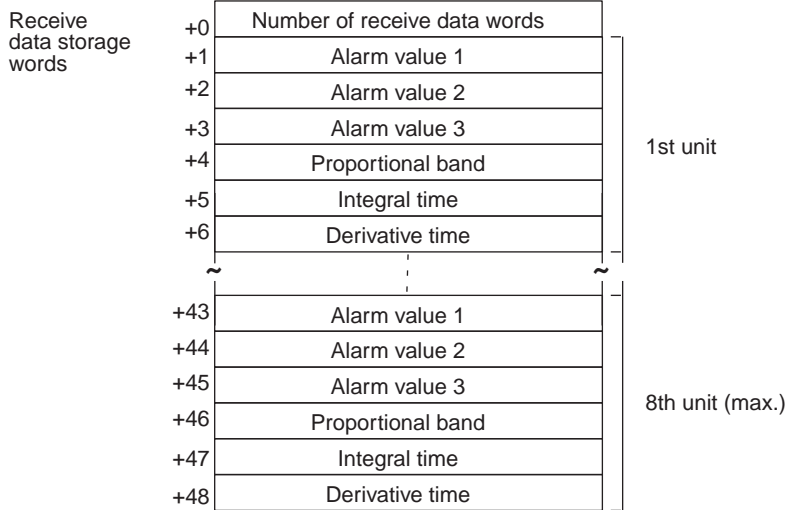 Receive
data storage
words
+0 Number of receive data words
+1 Alarm value 1
+2 Alarm value 2
+3 Alarm value 3
+4 Proportional band
+5 Integral time
+6 Derivative time
1st unit
~ ~
+43 Alarm value 1
+44 Alarm value 2
+45 Alarm value 3
+46 Proportional band
+47 Integral time
+48 Derivative time
8th unit (max.)